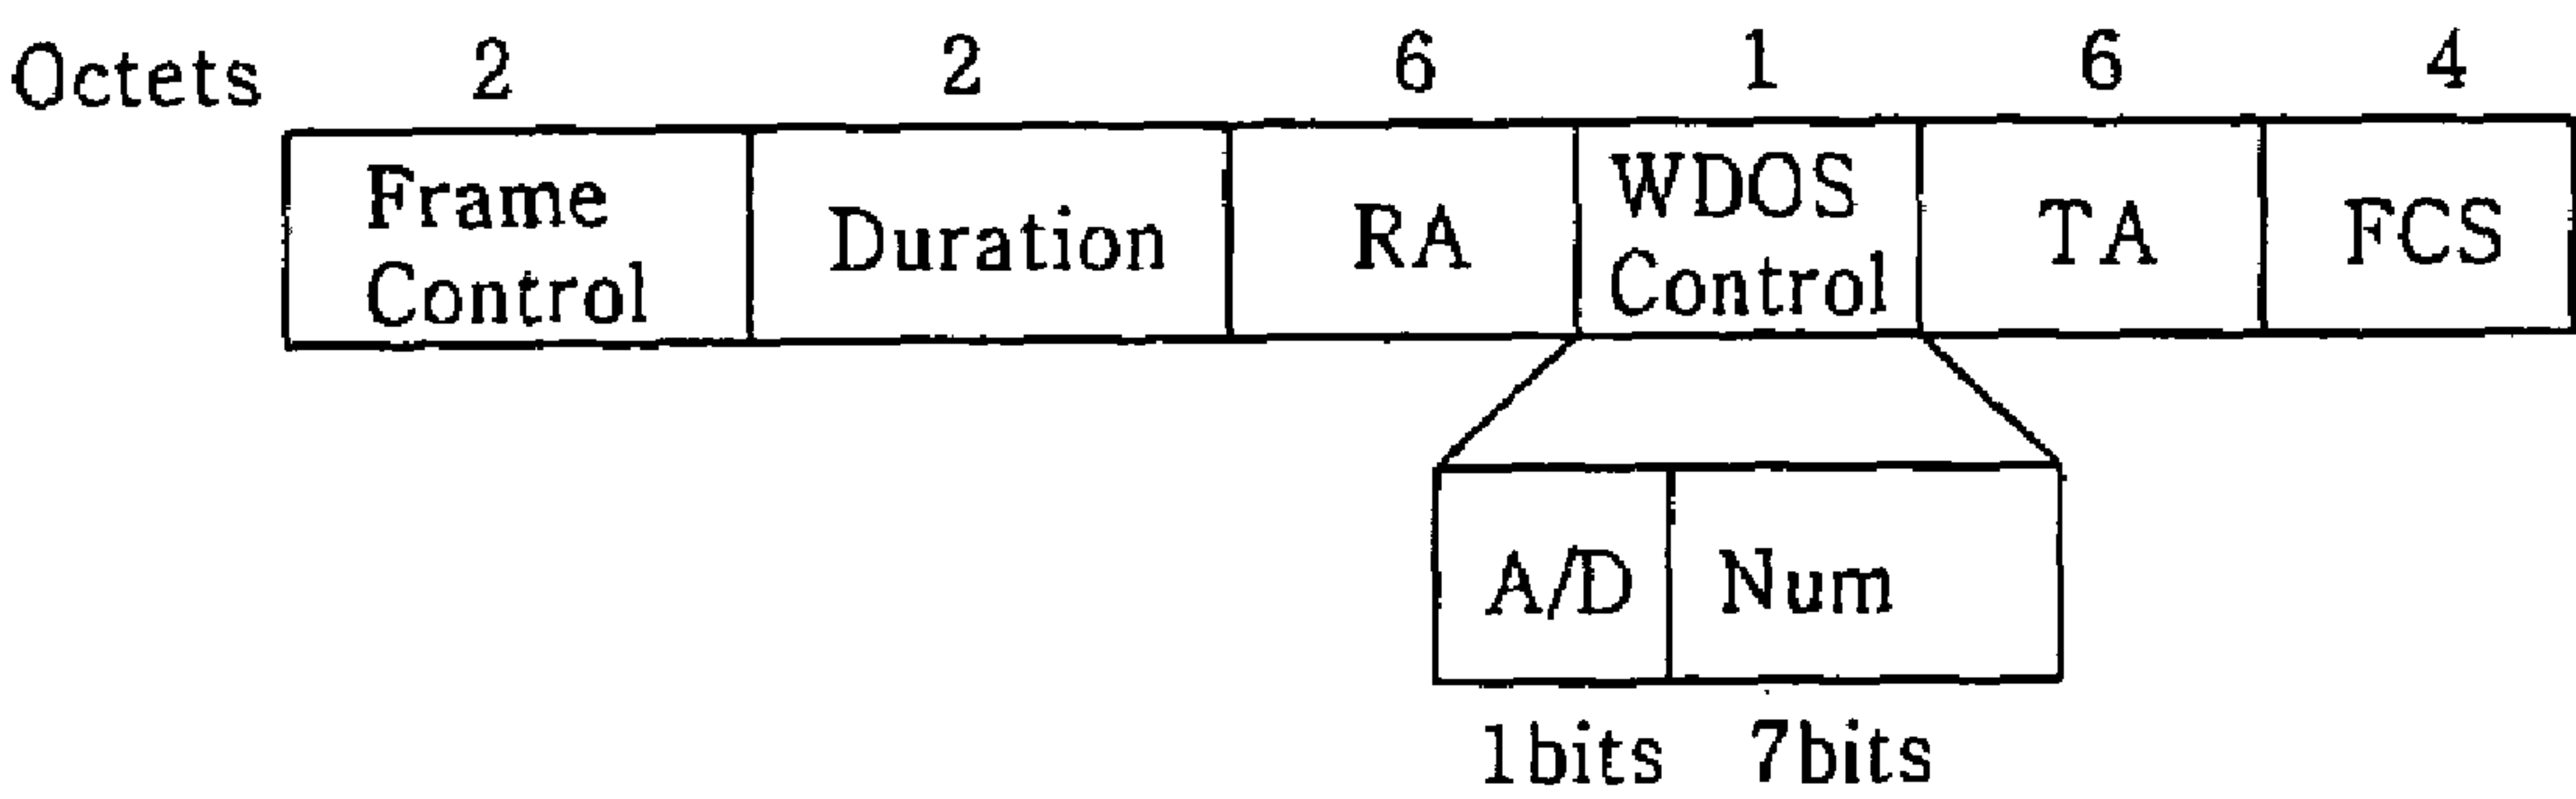 Octets 2 2 6 1 6 4
Frame Control Duration RA WDOS Control TA FCS
A/D Num
1bits 7bits